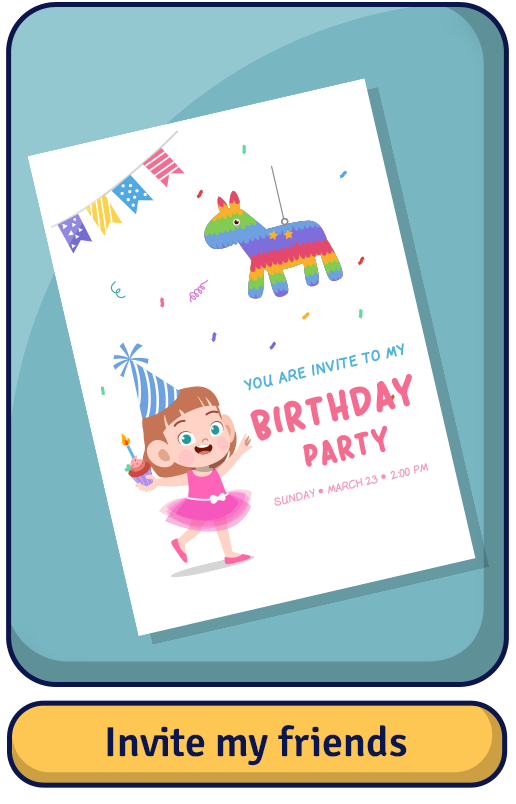 YOU ARE INVITE TO MY
BIRTHDAY
PARTY
SUNDAY • MARCH 23 • 2:00 PM
Invite my friends